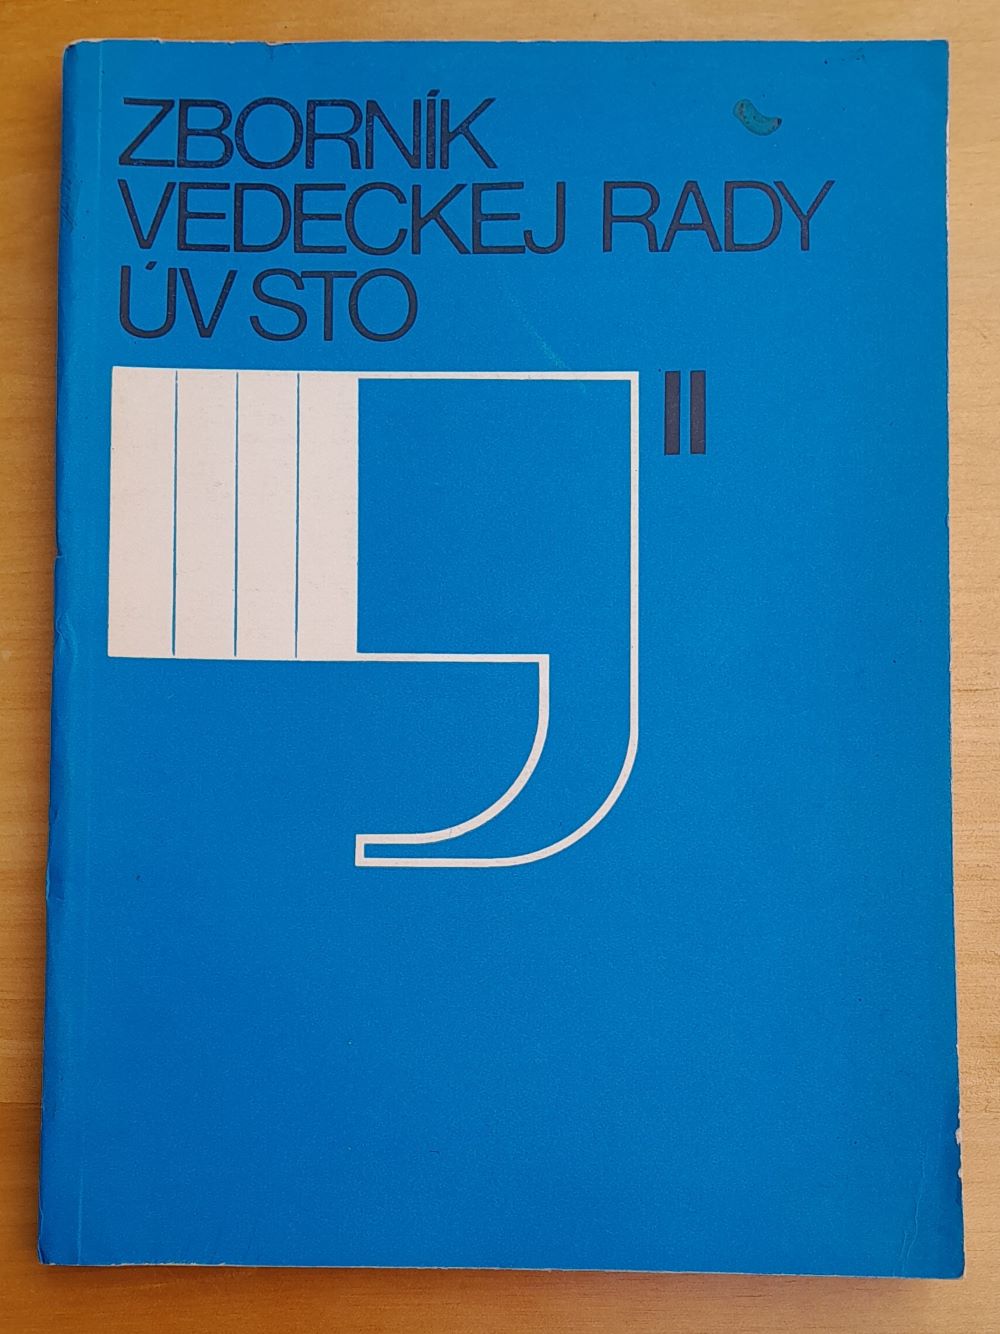 ZBORNÍK
VEDECKEJ RADY
ÚV STO
II